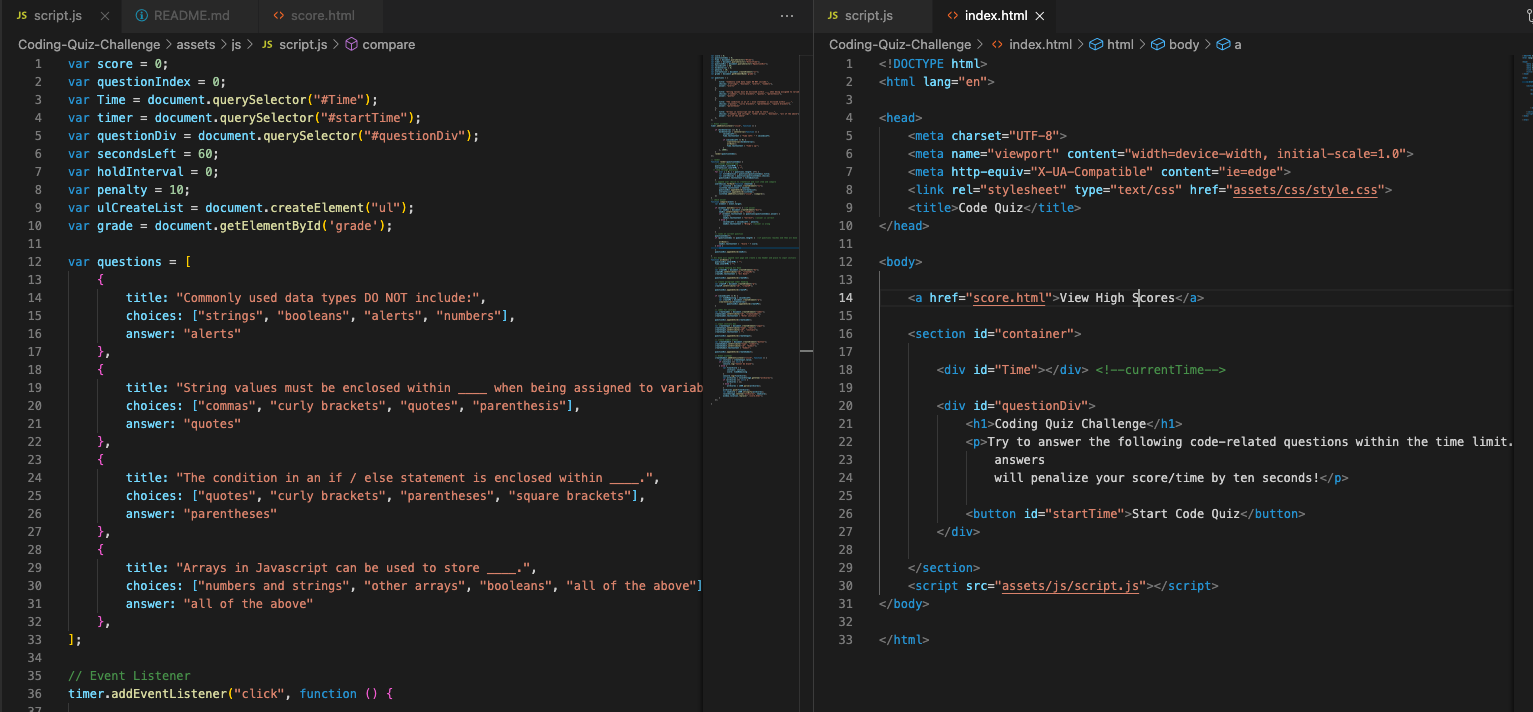 JS script.js ×
README.md
<> score.html
...
Coding-Quiz-Challenge > assets > js > JS script.js > compare
1 var score = 0;
2 var questionIndex = 0;
3 var Time = document.querySelector("#Time");
4 var timer = document.querySelector("#startTime");
5 var questionDiv = document.querySelector("#questionDiv");
6 var secondsLeft = 60;
7 var holdInterval = 0;
8 var penalty = 10;
9 var ulCreateList = document.createElement("ul");
10 var grade = document.getElementById('grade');
11
12 var questions = [
13 {
14 title: "Commonly used data types DO NOT include:",
15 choices: ["strings", "booleans", "alerts", "numbers"],
16 answer: "alerts"
17 },
18 {
19 title: "String values must be enclosed within ____ when being assigned to variab
20 choices: ["commas", "curly brackets", "quotes", "parenthesis"],
21 answer: "quotes"
22 },
23 {
24 title: "The condition in an if / else statement is enclosed within ____.",
25 choices: ["quotes", "curly brackets", "parentheses", "square brackets"],
26 answer: "parentheses"
27 },
28 {
29 title: "Arrays in Javascript can be used to store ____.",
30 choices: ["numbers and strings", "other arrays", "booleans", "all of the above"]
31 answer: "all of the above"
32 },
33 ];
34
35 // Event Listener
36 timer.addEventListener("click", function () {
37
JS script.js
<> index.html ×
Coding-Quiz-Challenge > <> index.html > html > body > a
1 <!DOCTYPE html>
2 <html lang="en">
3
4 <head>
5 <meta charset="UTF-8">
6 <meta name="viewport" content="width=device-width, initial-scale=1.0">
7 <meta http-equiv="X-UA-Compatible" content="ie=edge">
8 <link rel="stylesheet" type="text/css" href="assets/css/style.css">
9 <title>Code Quiz</title>
10 </head>
11
12 <body>
13
14 <a href="score.html">View High Scores</a>
15
16 <section id="container">
17
18 <div id="Time"></div> <!--currentTime-->
19
20 <div id="questionDiv">
21 <h1>Coding Quiz Challenge</h1>
22 <p>Try to answer the following code-related questions within the time limit.
23 answers
24 will penalize your score/time by ten seconds!</p>
25
26 <button id="startTime">Start Code Quiz</button>
27 </div>
28
29 </section>
30 <script src="assets/js/script.js"></script>
31 </body>
32
33 </html>